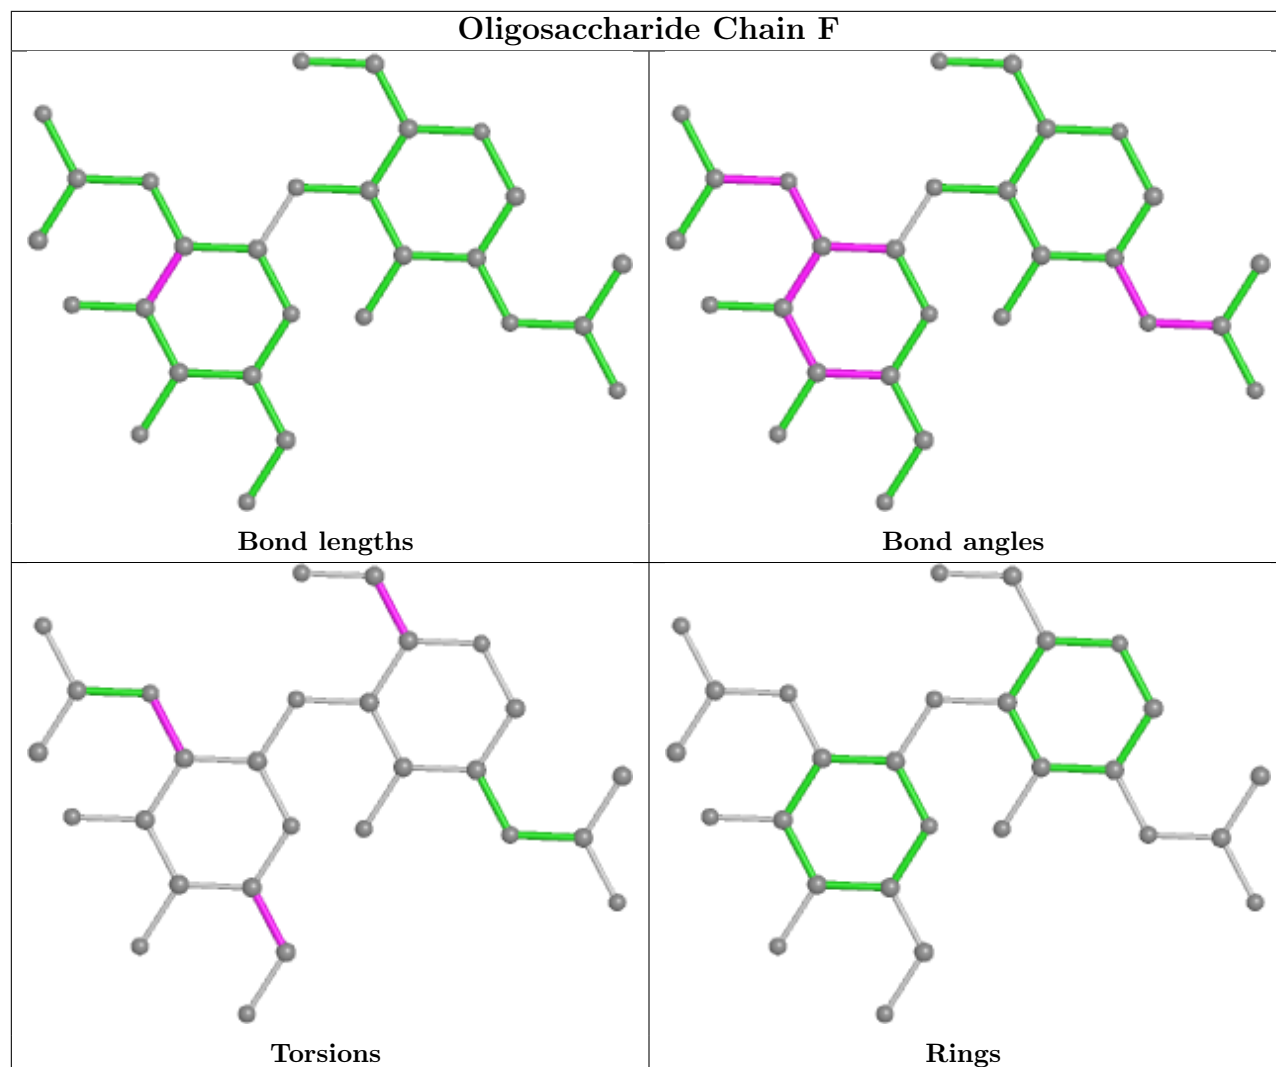 Oligosaccharide Chain F
Bond lengths
Bond angles
Torsions
Rings